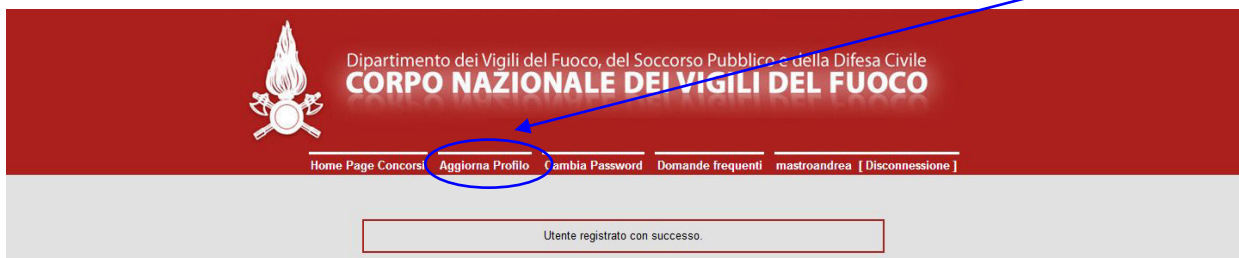 Dipartimento dei Vigili del Fuoco, del Soccorso Pubblico e della Difesa Civile
CORPO NAZIONALE DEI VIGILI DEL FUOCO
Home Page Concorsi Aggiorna Profilo Cambia Password Domande frequenti mastroandrea [ Disconnessione ]
Utente registrato con successo.